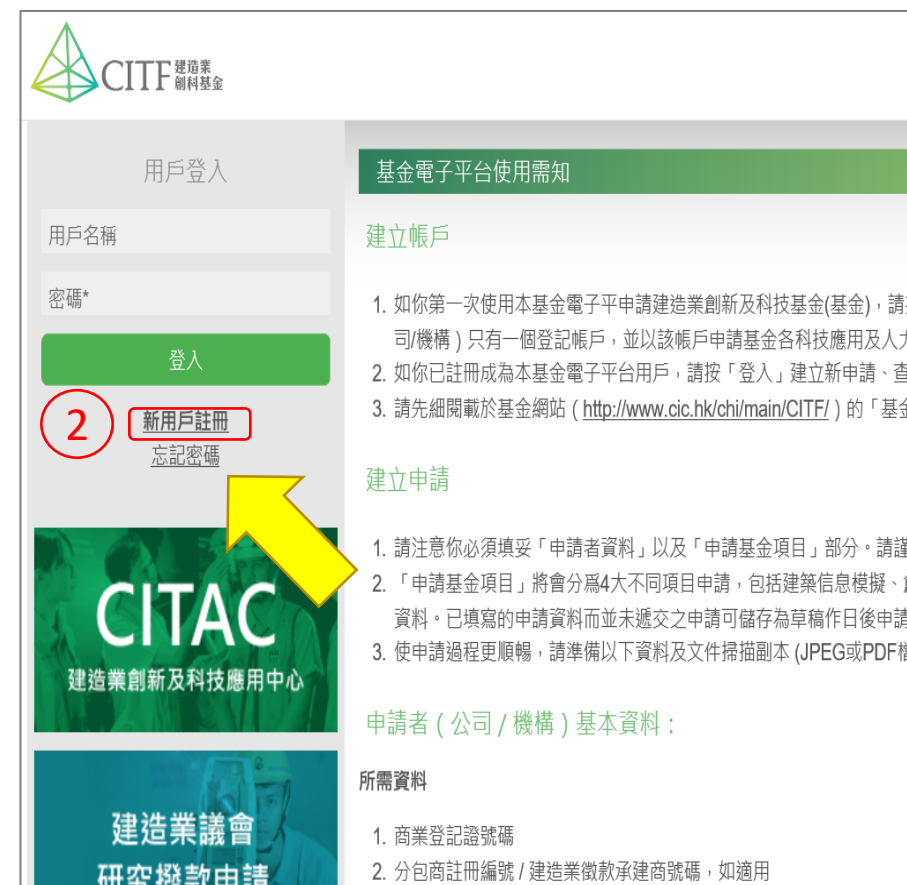 CITF 建造業
創科基金
用戶登入
用戶名稱
密碼*
登入
2
新用戶註冊
忘記密碼
CITAC
建造業創新及科技應用中心
建造業議會
研究撥款申請
基金電子平台使用需知
建立帳戶
1. 如你第一次使用本基金電子平申請建造業創新及科技基金(基金)，請
司/機構 ) 只有一個登記帳戶，並以該帳戶申請基金各科技應用及人
2. 如你已註冊成為本基金電子平台用戶，請按「登入」建立新申請、查
3. 請先細閱載於基金網站 ( http://www.cic.hk/chi/main/CITF/ ) 的「基金
建立申請
1. 請注意你必須填妥「申請者資料」以及「申請基金項目」部分。請謹
2. 「申請基金項目」將會分爲4大不同項目申請，包括建築信息模擬、
資料。已填寫的申請資料而並未遞交之申請可儲存為草稿作日後申請
3. 使申請過程更順暢，請準備以下資料及文件掃描副本 (JPEG或PDF檔
申請者 ( 公司 / 機構 ) 基本資料：
所需資料
1. 商業登記證號碼
2. 分包商註冊編號 / 建造業徵款承建商號碼，如適用